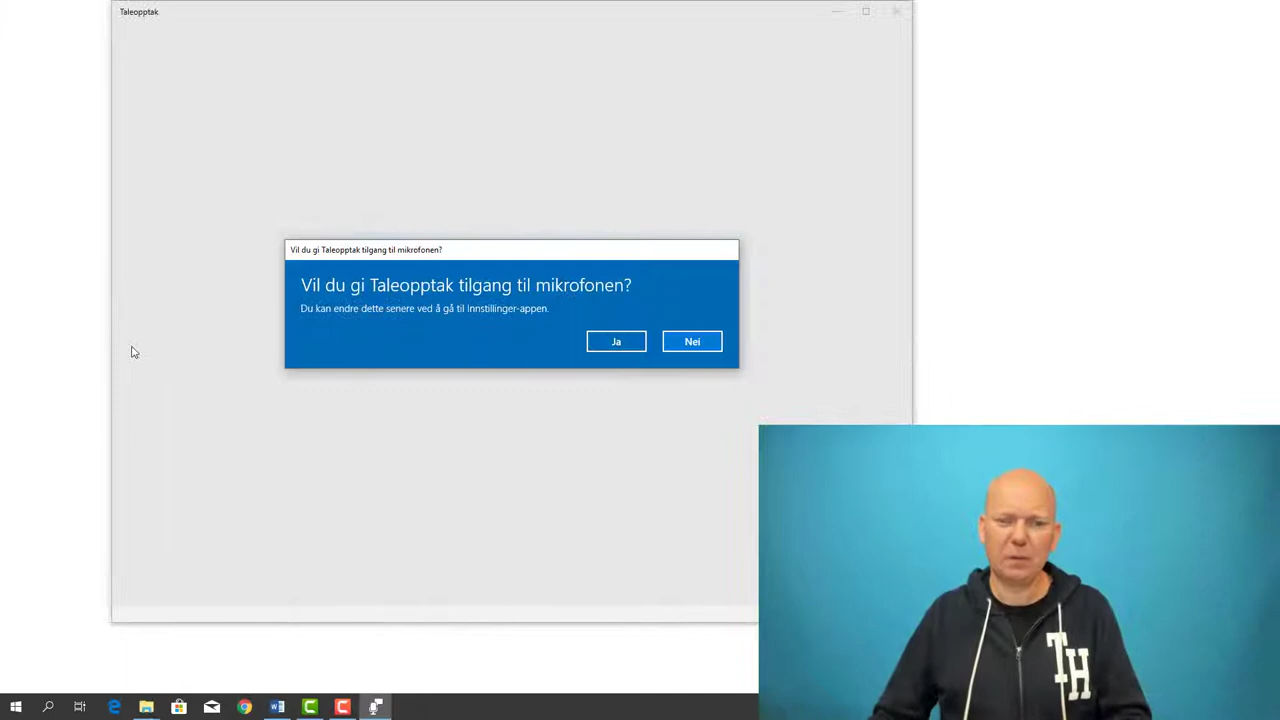 Taleopptak
Vil du gi Taleopptak tilgang til mikrofonen?
Vil du gi Taleopptak tilgang til mikrofonen?
Du kan endre dette senere ved å gå til Innstillinger-appen.
Ja
Nei
TH